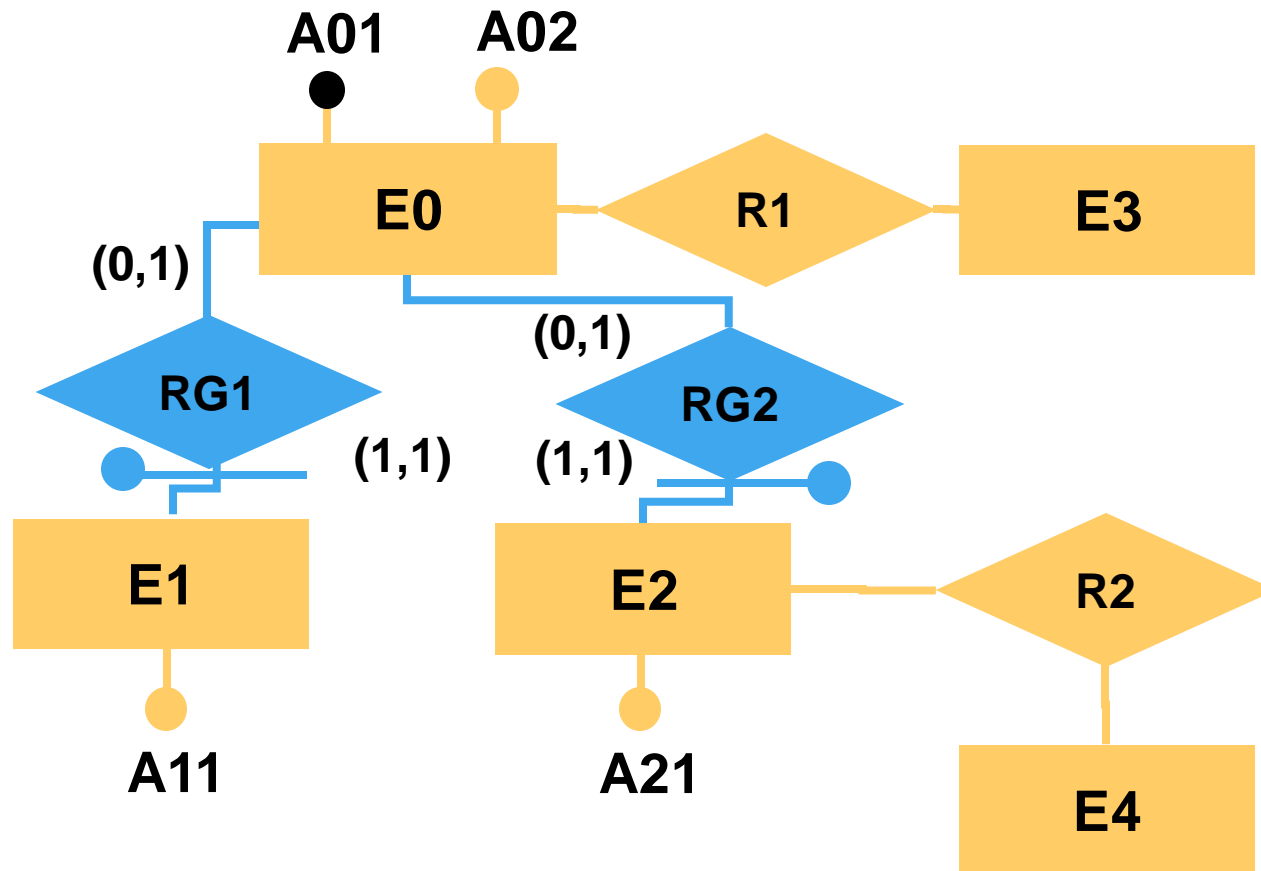 A01 A02
E0 R1 E3
(0,1)
(0,1)
RG1 RG2
(1,1) (1,1)
E1 E2 R2
A11 A21
E4